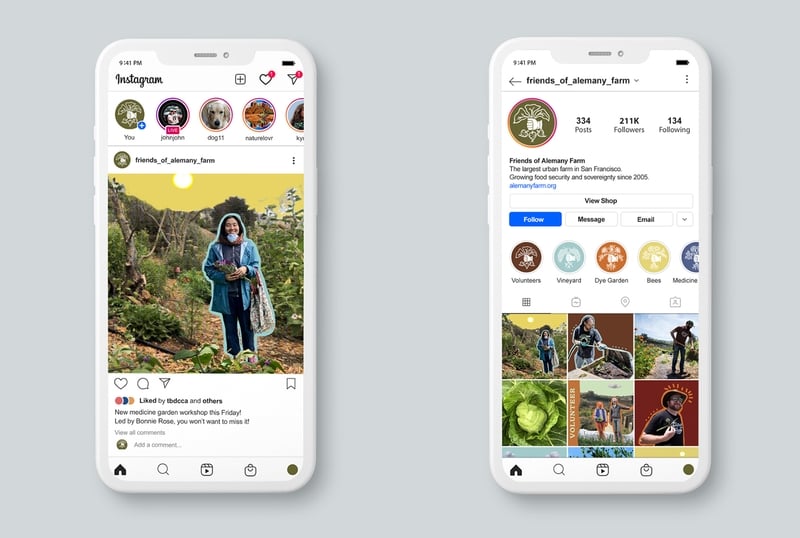 9:41 PM
Instagram
1
1
LIVE
You
johnjohn
dog11
naturelovr
friends_of_alemany_farm
Liked by tbdcca and others
New medicine garden workshop this Friday!
Led by Bonnie Rose, you won't want to miss it!
View all comments
Add a comment...
9:41 PM
friends_of_alemany_farm
334
211K
134
Posts
Followers
Following
Friends of Alemany Farm
The largest urban farm in San Francisco.
Growing food security and sovereignty since 2005.
alemanyfarm.org
View Shop
Follow
Message
Email
Volunteers
Vineyard
Dye Garden
Bees
Medicine
VOLUNTEER